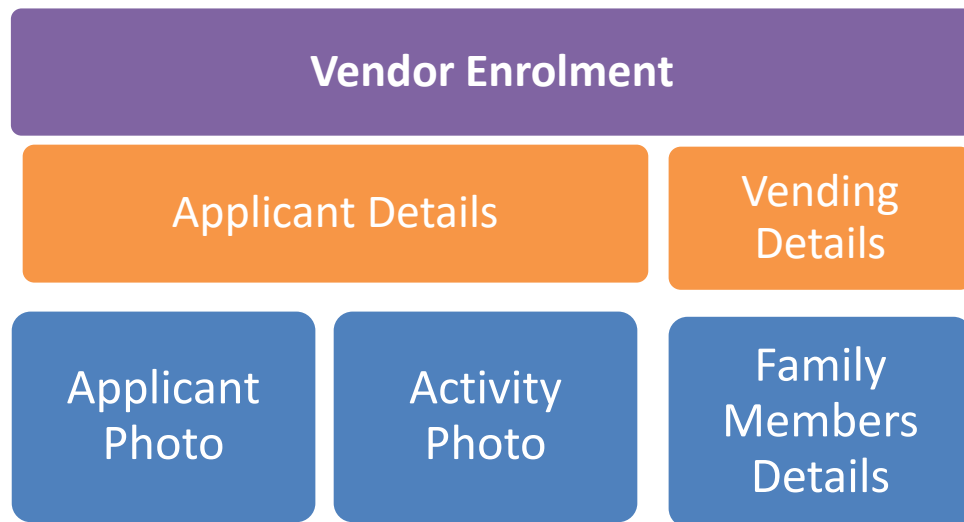 Vendor Enrolment
Applicant Details
Vending
Details
Applicant
Photo
Activity
Photo
Family
Members
Details